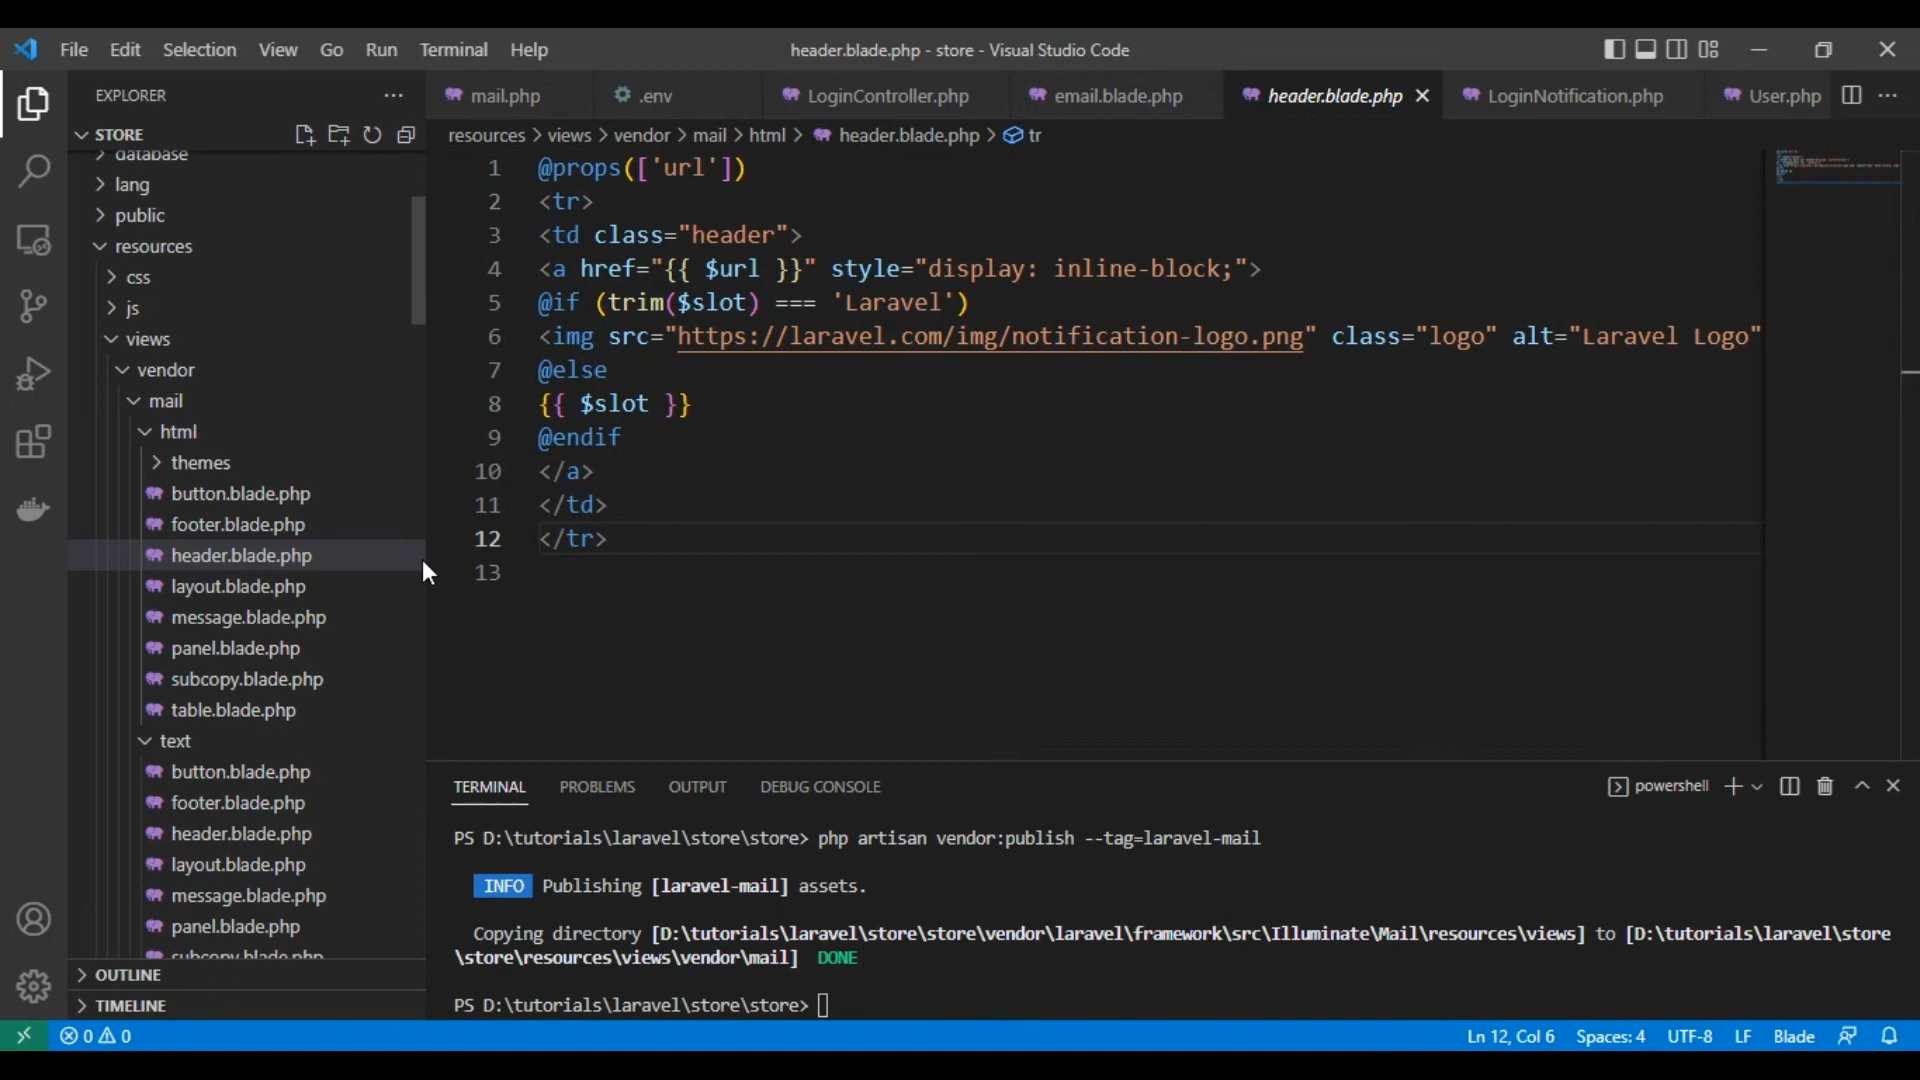 File Edit Selection View Go Run Terminal Help
header.blade.php - store - Visual Studio Code
EXPLORER
mail.php
.env
LoginController.php
email.blade.php
header.blade.php
LoginNotification.php
User.php
STORE
resources > views > vendor > mail > html > header.blade.php > tr
database
lang
public
resources
css
js
views
vendor
mail
html
themes
button.blade.php
footer.blade.php
header.blade.php
layout.blade.php
message.blade.php
panel.blade.php
subcopy.blade.php
table.blade.php
text
button.blade.php
footer.blade.php
header.blade.php
layout.blade.php
message.blade.php
panel.blade.php
subcopy.blade.php
OUTLINE
TIMELINE
1 @props(['url'])
2 <tr>
3 <td class="header">
4 <a href="{{ $url }}" style="display: inline-block;">
5 @if (trim($slot) === 'Laravel')
6 <img src="https://laravel.com/img/notification-logo.png" class="logo" alt="Laravel Logo"
7 @else
8 {{ $slot }}
9 @endif
10 </a>
11 </td>
12 </tr>
13
TERMINAL PROBLEMS OUTPUT DEBUG CONSOLE
powershell
PS D:\tutorials\laravel\store\store> php artisan vendor:publish --tag=laravel-mail
INFO Publishing [laravel-mail] assets.
Copying directory [D:\tutorials\laravel\store\store\vendor\laravel\framework\src\Illuminate\Mail\resources\views] to [D:\tutorials\laravel\store
\store\resources\views\vendor\mail] DONE
PS D:\tutorials\laravel\store\store>
0 0
Ln 12, Col 6 Spaces: 4 UTF-8 LF Blade